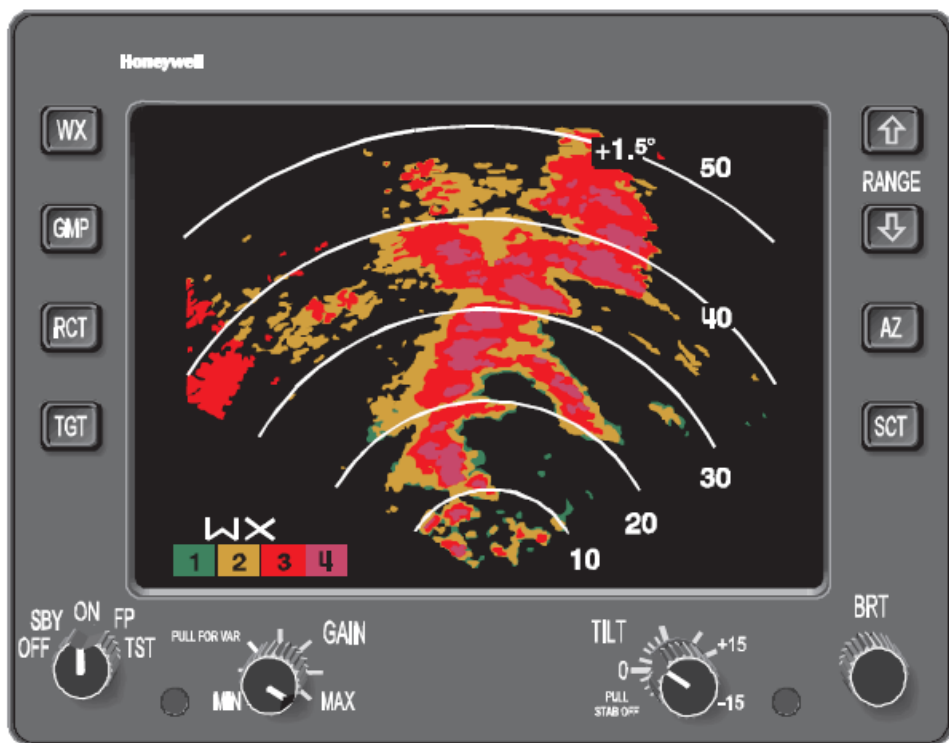 Honeywell
WX
GMP
RCT
TGT
+1.5°
50
40
30
20
10
WX
1 2 3 4
RANGE
AZ
SCT
OFF SBY ON FP TST
PULL FOR VAR
GAIN
MIN MAX
TILT
0
+15
-15
PULL
STAB OFF
BRT